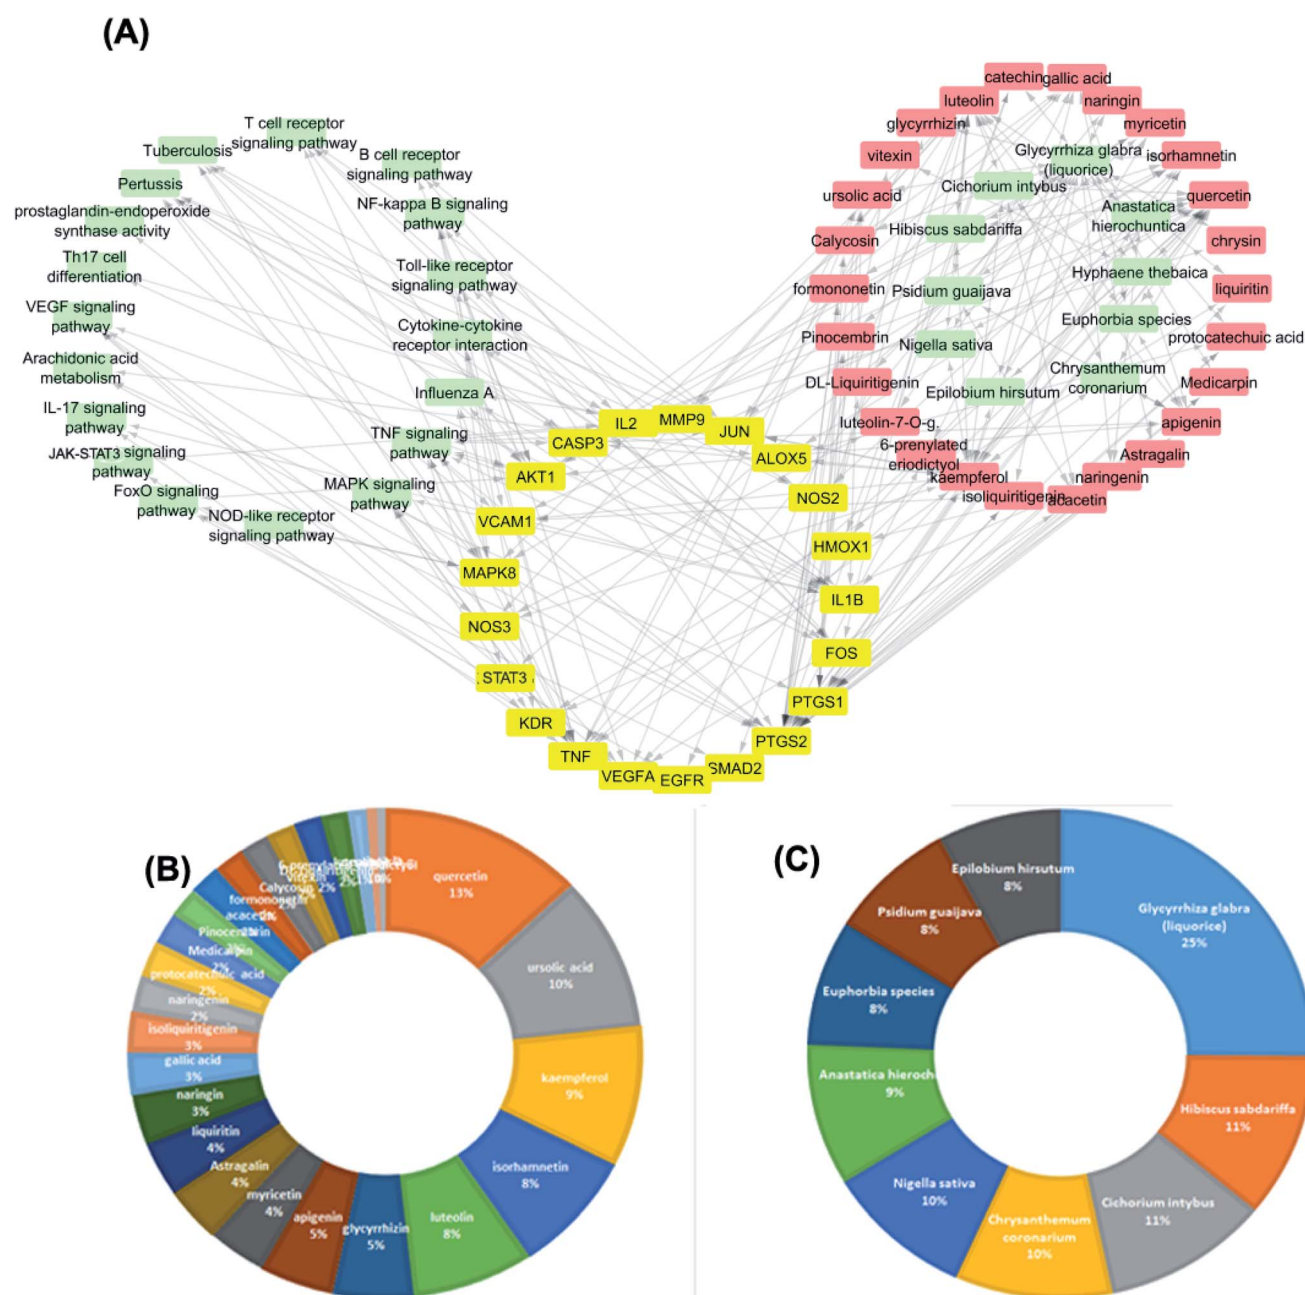 (A)
T cell receptor
signaling pathway
Tuberculosis
B cell receptor
signaling pathway
Pertussis
NF-kappa B signaling
pathway
prostaglandin-endoperoxide
synthase activity
Th17 cell
differentiation
Toll-like receptor
signaling pathway
VEGF signaling
pathway
Cytokine-cytokine
receptor interaction
Arachidonic acid
metabolism
Influenza A
IL-17 signaling
pathway
TNF signaling
pathway
JAK-STAT3 signaling
pathway
FoxO signaling
pathway
MAPK signaling
pathway
NOD-like receptor
signaling pathway
catechin
gallic acid
luteolin
naringin
glycyrrhizin
myricetin
vitexin
isorhamnetin
ursolic acid
quercetin
Calycosin
chrysin
formononetin
liquiritin
Pinocembrin
protocatechuic acid
DL-Liquiritigenin
Medicarpin
luteolin-7-O-g.
apigenin
6-prenylated
eriodictyol
Astragalin
kaempferol
naringenin
isoliquiritigenin
acacetin
Glycyrrhiza glabra
(liquorice)
Cichorium intybus
Anastatica
hierochuntica
Hibiscus sabdariffa
Hyphaene thebaica
Psidium guaijava
Euphorbia species
Nigella sativa
Chrysanthemum
coronarium
Epilobium hirsutum
IL2
MMP9
JUN
CASP3
ALOX5
AKT1
NOS2
VCAM1
HMOX1
MAPK8
IL1B
NOS3
FOS
STAT3
PTGS1
KDR
PTGS2
TNF
SMAD2
VEGFA
EGFR
(B)
quercetin
13%
ursolic acid
10%
kaempferol
9%
isorhamnetin
8%
luteolin
8%
glycyrrhizin
5%
apigenin
5%
myricetin
4%
Astragalin
4%
liquiritin
4%
naringin
3%
gallic acid
3%
isoliquiritigenin
3%
naringenin
2%
protocatechuic acid
2%
Medicarpin
2%
Pinocembrin
acacetin
formononetin
2%
Calycosin
2%
vitexin
2%
2%
(C)
Glycyrrhiza glabra
(liquorice)
25%
Hibiscus sabdariffa
11%
Cichorium intybus
11%
Chrysanthemum
coronarium
10%
Nigella sativa
10%
Anastatica hieroch
9%
Euphorbia species
8%
Psidium guaijava
8%
Epilobium hirsutum
8%